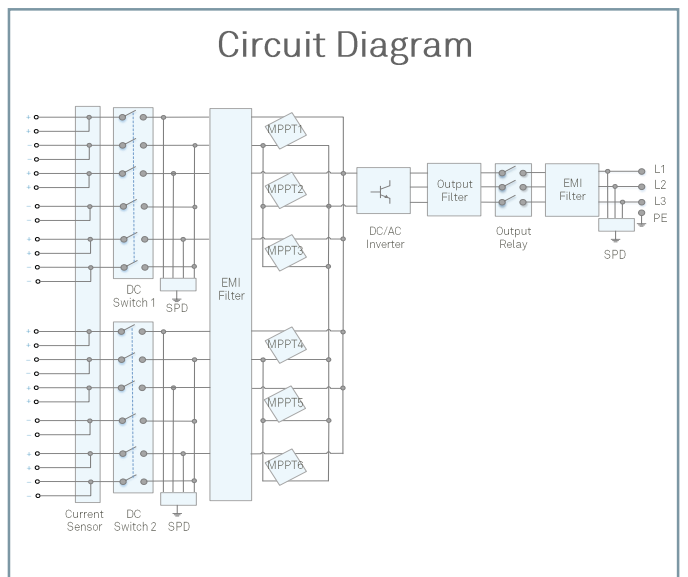 Circuit Diagram
+
+
-
-
+
+
-
-
+
+
-
-
+
+
-
-
+
+
-
-
+
+
-
-
MPPT1
MPPT2
MPPT3
MPPT4
MPPT5
MPPT6
EMI
Filter
DC
Switch 1
SPD
Current
Sensor
DC
Switch 2
SPD
DC/AC
Inverter
Output
Filter
Output
Relay
EMI
Filter
L1
L2
L3
PE
SPD